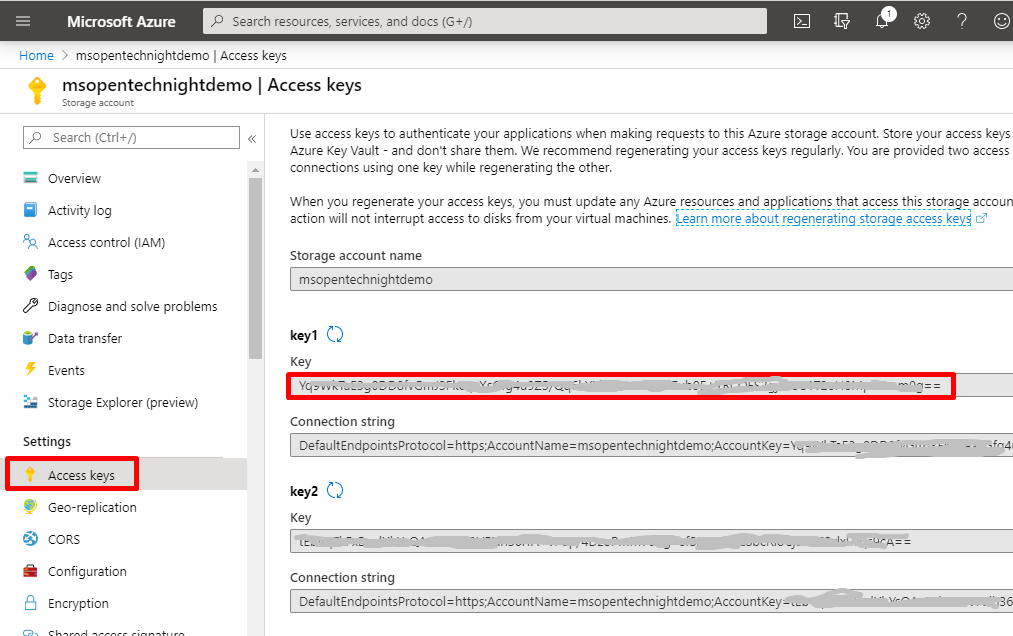 Microsoft Azure
Search resources, services, and docs (G+/)
1
Home > msopentechnightdemo | Access keys
msopentechnightdemo | Access keys
Storage account
Search (Ctrl+/)
«
Overview
Activity log
Access control (IAM)
Tags
Diagnose and solve problems
Data transfer
Events
Storage Explorer (preview)
Settings
Access keys
Geo-replication
CORS
Configuration
Encryption
Shared access signature
Use access keys to authenticate your applications when making requests to this Azure storage account. Store your access keys
Azure Key Vault - and don't share them. We recommend regenerating your access keys regularly. You are provided two access
connections using one key while regenerating the other.
When you regenerate your access keys, you must update any Azure resources and applications that access this storage accoun
action will not interrupt access to disks from your virtual machines. Learn more about regenerating storage access keys
Storage account name
msopentechnightdemo
key1
Key
Connection string
DefaultEndpointsProtocol=https;AccountName=msopentechnightdemo;AccountKey=
key2
Key
Connection string
DefaultEndpointsProtocol=https;AccountName=msopentechnightdemo;AccountKey=